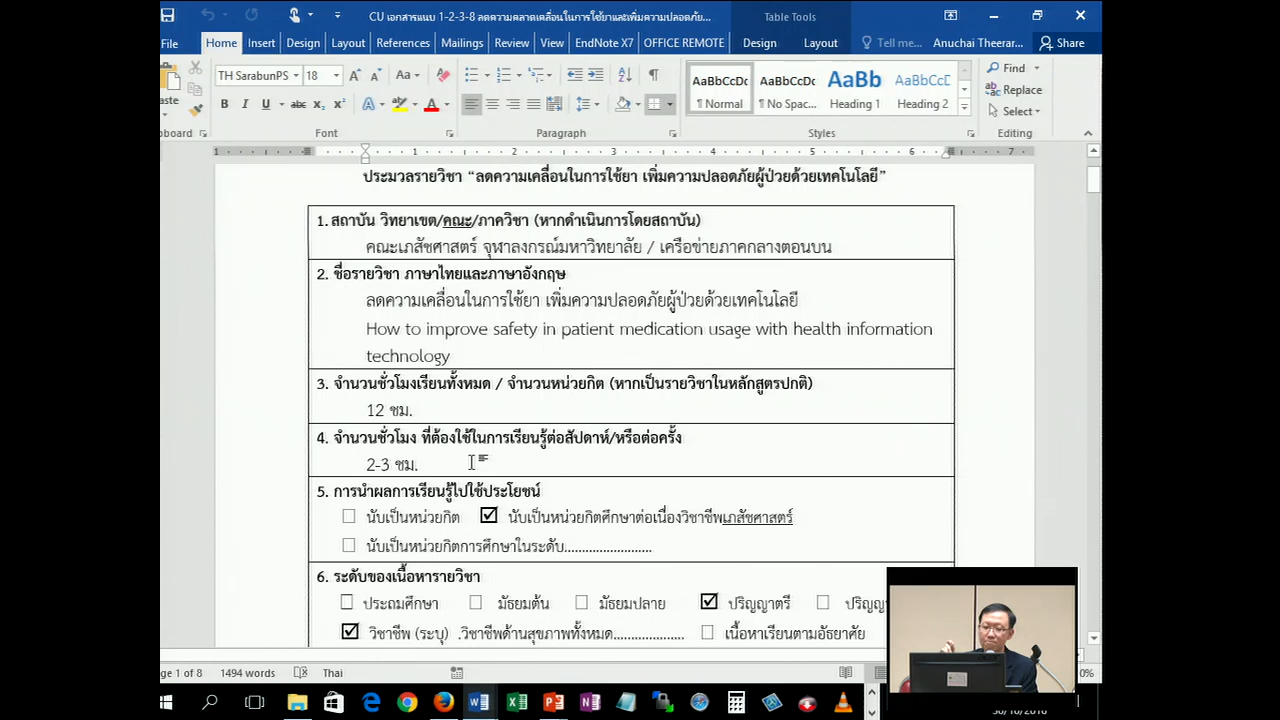 CU เอกสารแนบ 1-2-3-8 ลดความคลาดเคลื่อนในการใช้ยาและเพิ่มความปลอดภัย...
Table Tools
File Home Insert Design Layout References Mailings Review View EndNote X7 OFFICE REMOTE Design Layout Tell me... Anuchai Theerar... Share
TH SarabunPS 18 Aa
AaBbCcDc AaBbCcDc AaBb AaBbCcD
¶ Normal ¶ No Spac... Heading 1 Heading 2
Find
Replace
Select
aste
B I U abc x₂ x² A A
board Font Paragraph Styles Editing
1 1 2 3 4 5 6 7
ประมวลรายวิชา “ลดความเคลื่อนในการใช้ยา เพิ่มความปลอดภัยผู้ป่วยด้วยเทคโนโลยี”
1. สถาบัน วิทยาเขต/คณะ/ภาควิชา (หากดำเนินการโดยสถาบัน)
คณะเภสัชศาสตร์ จุฬาลงกรณ์มหาวิทยาลัย / เครือข่ายภาคกลางตอนบน
2. ชื่อรายวิชา ภาษาไทยและภาษาอังกฤษ
ลดความเคลื่อนในการใช้ยา เพิ่มความปลอดภัยผู้ป่วยด้วยเทคโนโลยี
How to improve safety in patient medication usage with health information
technology
3. จำนวนชั่วโมงเรียนทั้งหมด / จำนวนหน่วยกิต (หากเป็นรายวิชาในหลักสูตรปกติ)
12 ชม.
4. จำนวนชั่วโมง ที่ต้องใช้ในการเรียนรู้ต่อสัปดาห์/หรือต่อครั้ง
2-3 ชม.
5. การนำผลการเรียนรู้ไปใช้ประโยชน์
นับเป็นหน่วยกิต นับเป็นหน่วยกิตศึกษาต่อเนื่องวิชาชีพเภสัชศาสตร์
นับเป็นหน่วยกิตการศึกษาในระดับ........................
6. ระดับของเนื้อหารายวิชา
ประถมศึกษา มัธยมต้น มัธยมปลาย ปริญญาตรี ปริญญ
วิชาชีพ (ระบุ) .วิชาชีพด้านสุขภาพทั้งหมด................... เนื้อหาเรียนตามอัธยาศัย
ge 1 of 8 1494 words Thai 0%